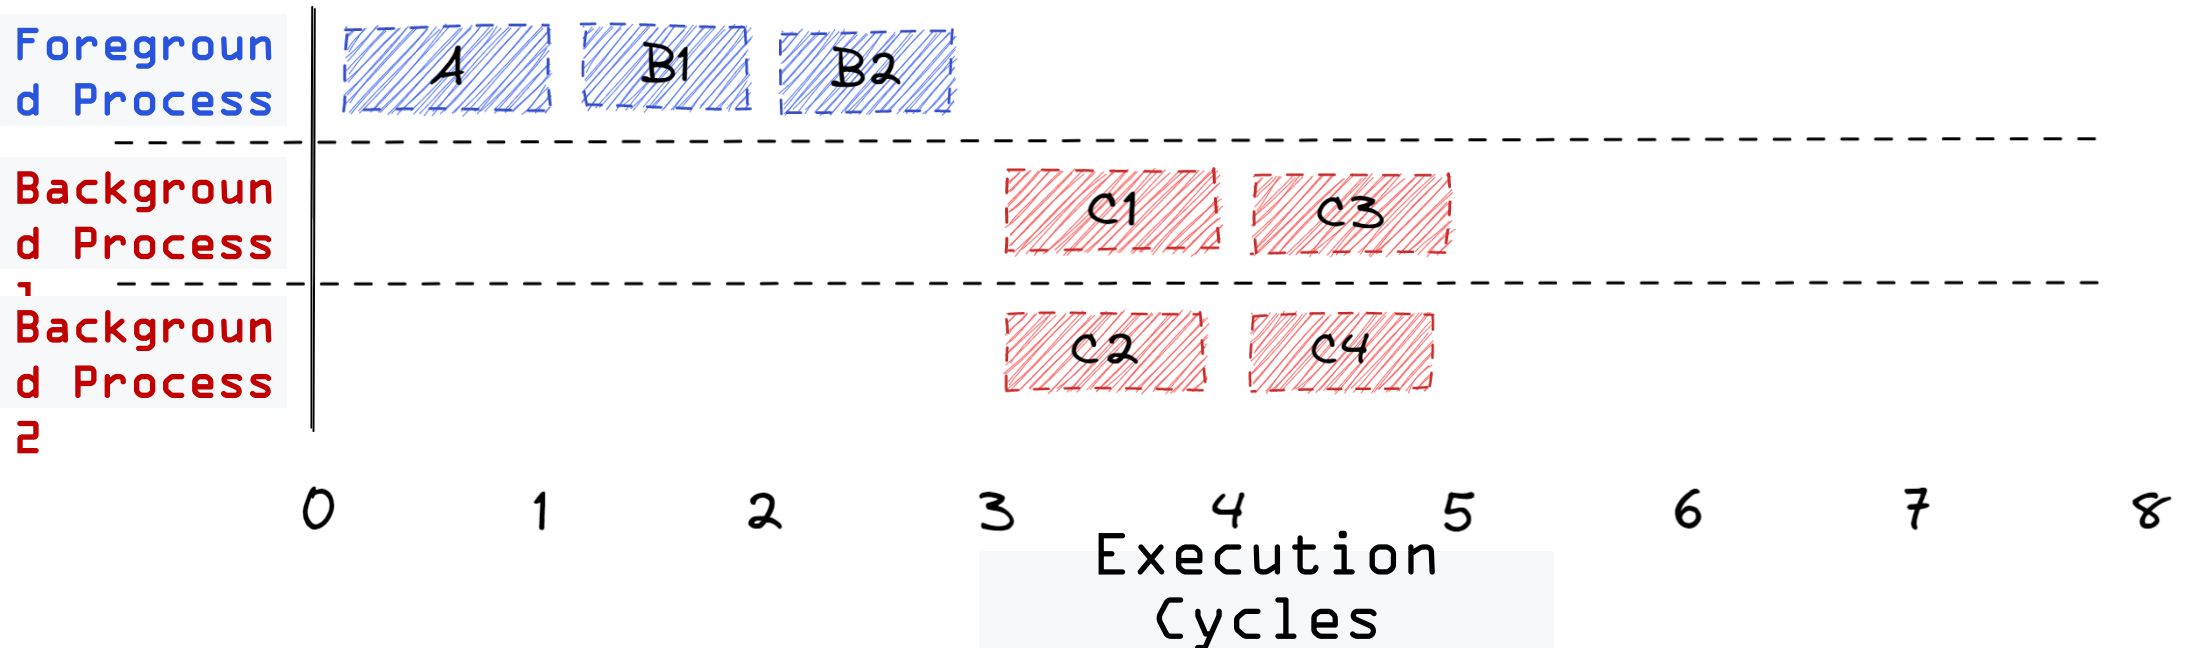 Foregroun
d Process
A
B1
B2
Backgroun
d Process
1
C1
C3
Backgroun
d Process
2
C2
C4
0 1 2 3 4 5 6 7 8
Execution
Cycles